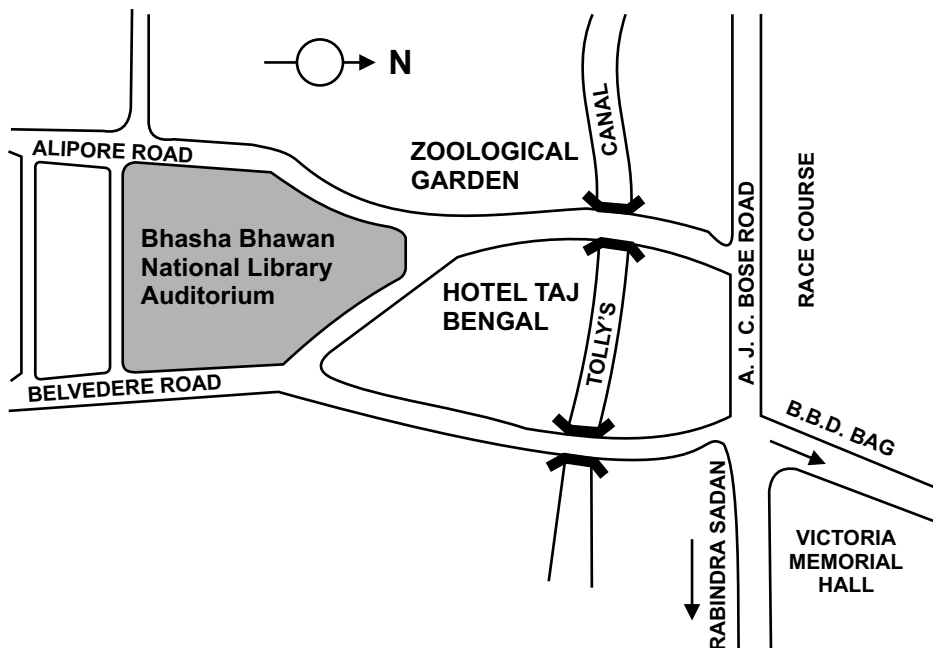 N
ALIPORE ROAD
ZOOLOGICAL
GARDEN
CANAL
Bhasha Bhawan
National Library
Auditorium
HOTEL TAJ
BENGAL
TOLLY'S
A. J. C. BOSE ROAD
RACE COURSE
BELVEDERE ROAD
B.B.D. BAG
RABINDRA SADAN
VICTORIA
MEMORIAL
HALL